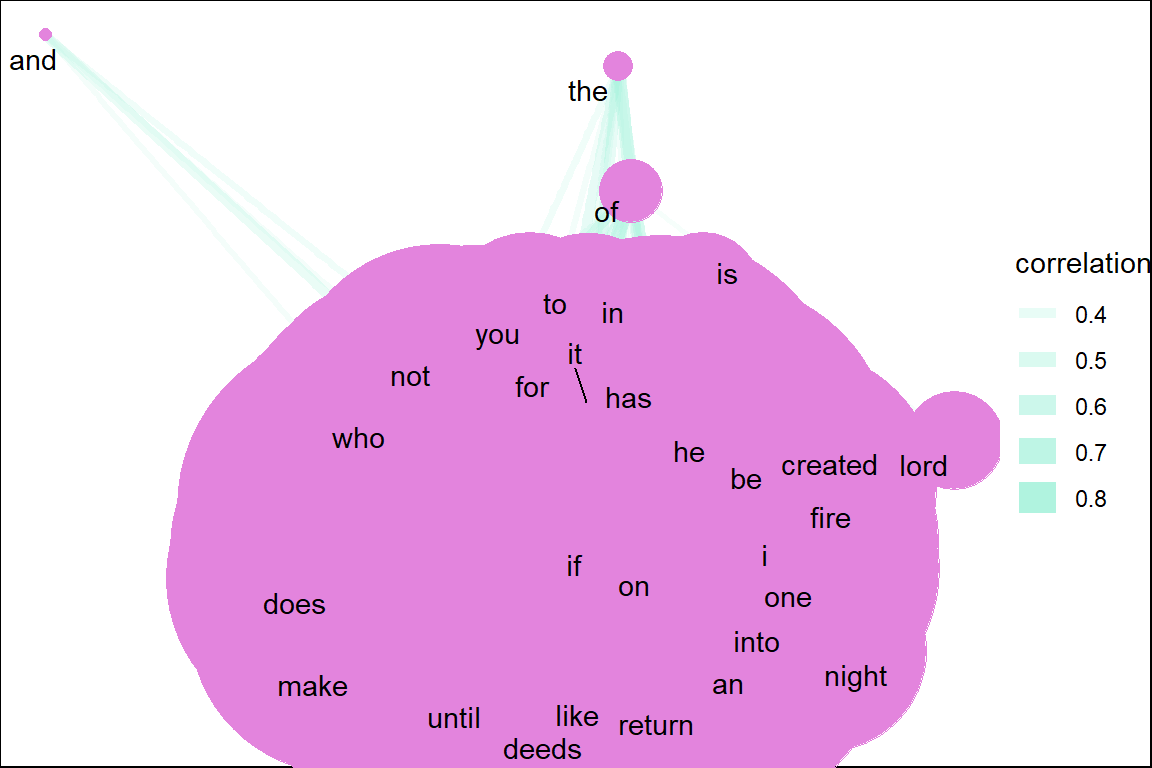 and
the
of
is
to
in
you
it
not
for
has
who
he
be
created
lord
fire
i
if
on
one
does
into
make
an
night
until
like
return
deeds
correlation
0.4
0.5
0.6
0.7
0.8